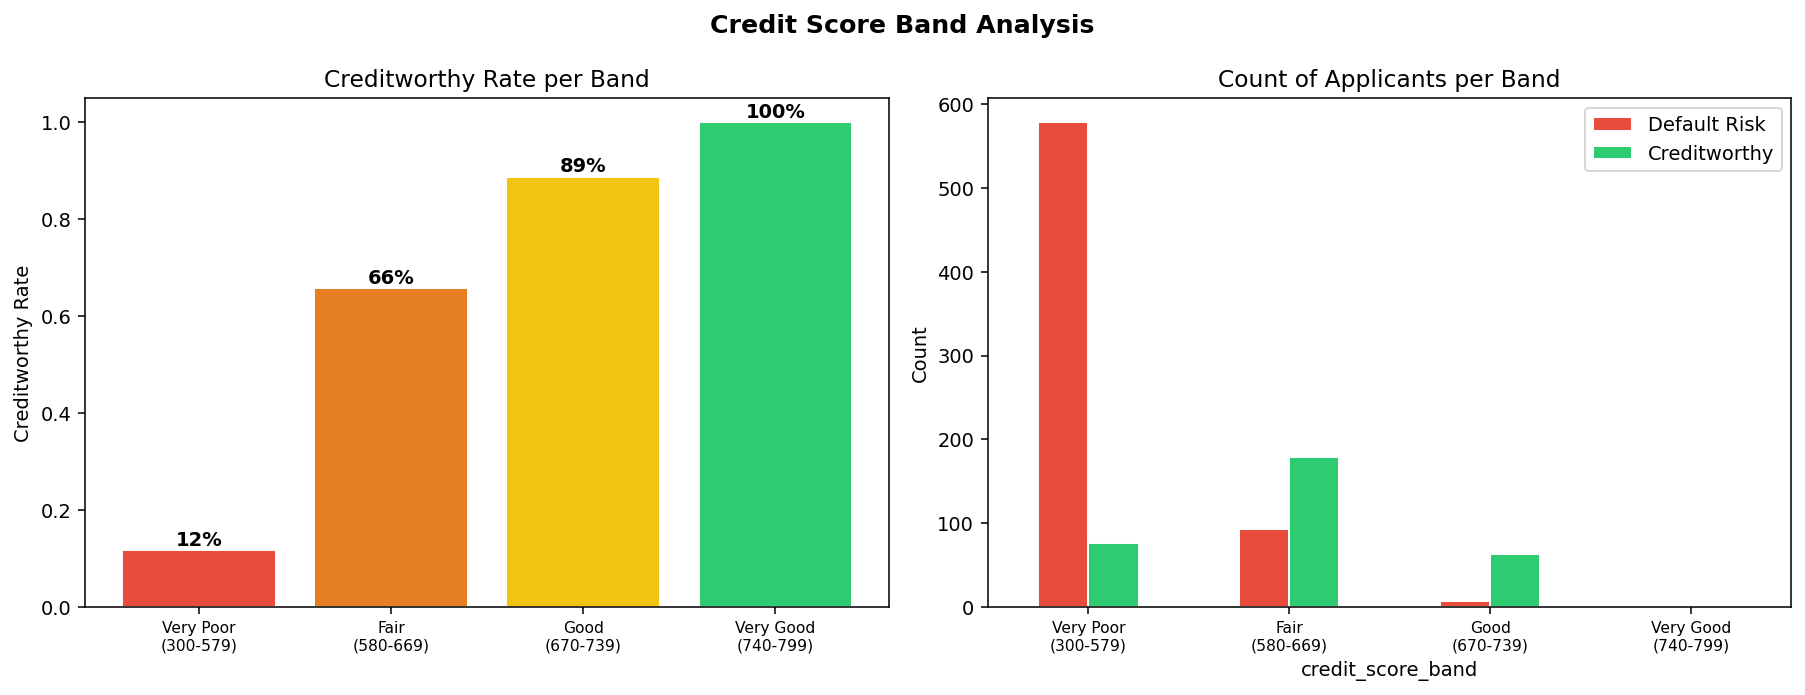 Credit Score Band Analysis
Creditworthy Rate per Band
Creditworthy Rate
1.0
0.8
0.6
0.4
0.2
0.0
12%
66%
89%
100%
Very Poor
(300-579)
Fair
(580-669)
Good
(670-739)
Very Good
(740-799)
Count of Applicants per Band
Count
600
500
400
300
200
100
0
Default Risk
Creditworthy
Very Poor
(300-579)
Fair
(580-669)
Good
(670-739)
Very Good
(740-799)
credit_score_band